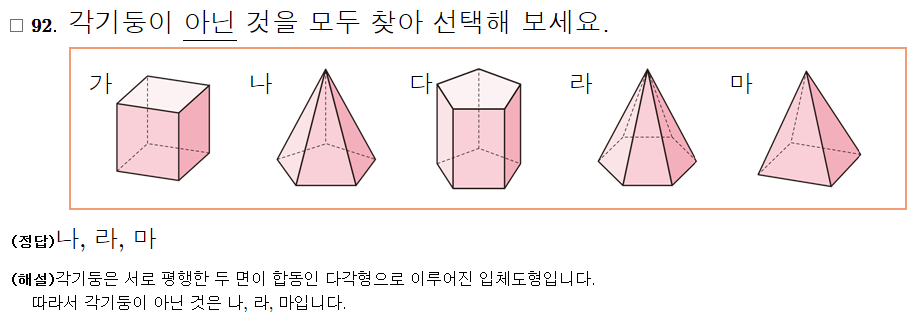 □ 92. 각기둥이 아닌 것을 모두 찾아 선택해 보세요.
가 나 다 라 마
(정답)나, 라, 마
(해설)각기둥은 서로 평행한 두 면이 합동인 다각형으로 이루어진 입체도형입니다.
따라서 각기둥이 아닌 것은 나, 라, 마입니다.